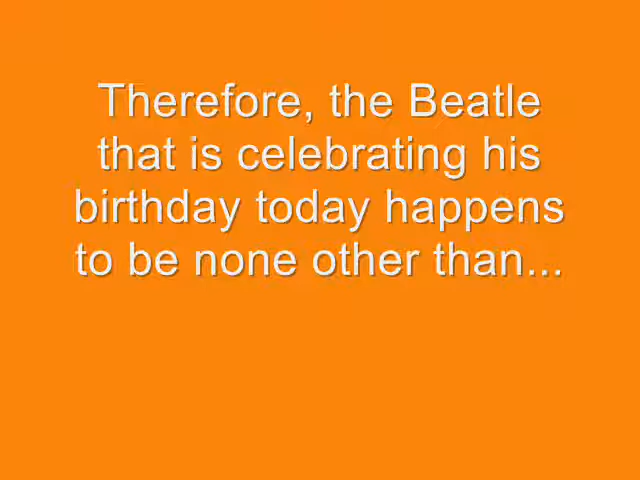 Therefore, the Beatle
that is celebrating his
birthday today happens
to be none other than...